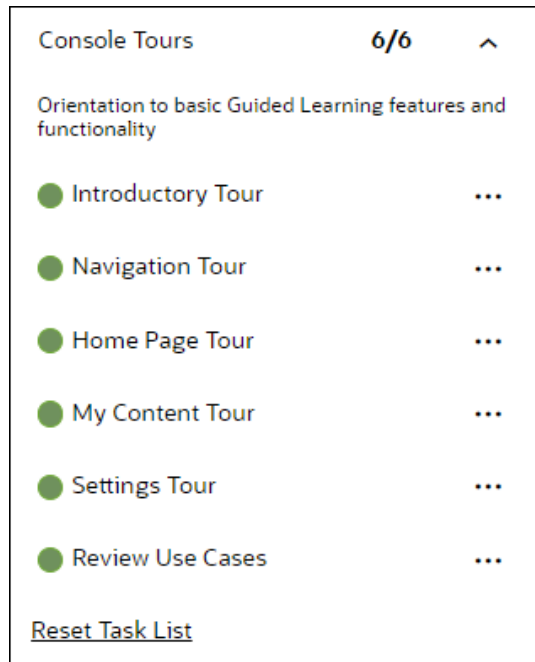 Console Tours 6/6
Orientation to basic Guided Learning features and
functionality
Introductory Tour
Navigation Tour
Home Page Tour
My Content Tour
Settings Tour
Review Use Cases
Reset Task List